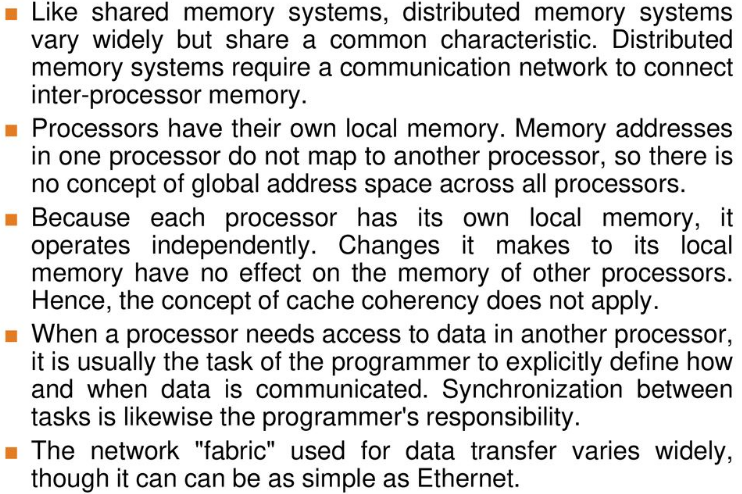 Like shared memory systems, distributed memory systems
vary widely but share a common characteristic. Distributed
memory systems require a communication network to connect
inter-processor memory.
Processors have their own local memory. Memory addresses
in one processor do not map to another processor, so there is
no concept of global address space across all processors.
Because each processor has its own local memory, it
operates independently. Changes it makes to its local
memory have no effect on the memory of other processors.
Hence, the concept of cache coherency does not apply.
When a processor needs access to data in another processor,
it is usually the task of the programmer to explicitly define how
and when data is communicated. Synchronization between
tasks is likewise the programmer's responsibility.
The network "fabric" used for data transfer varies widely,
though it can can be as simple as Ethernet.